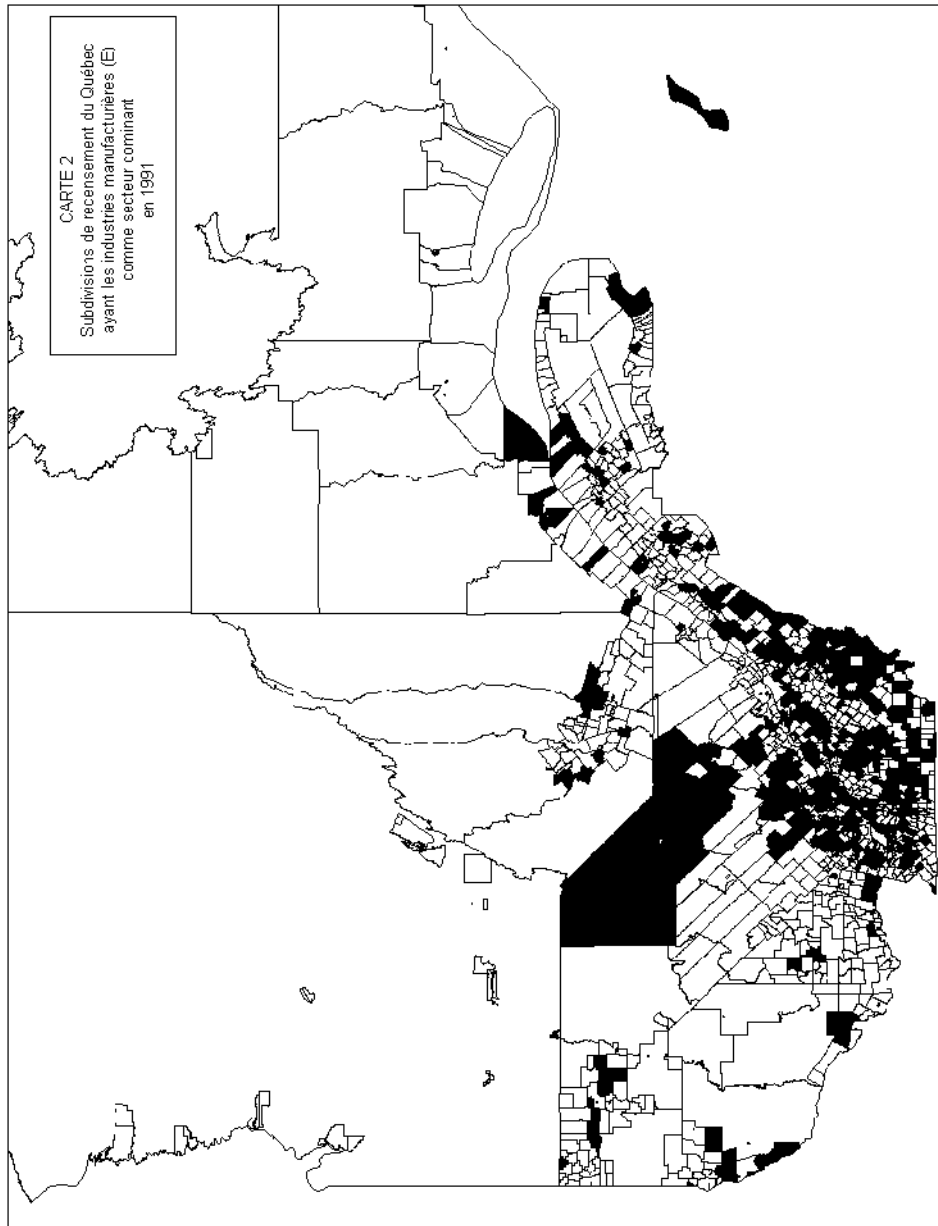 CARTE 2
Subdivisions de recensement du Québec
ayant les industries manufacturières (E)
comme secteur cominant
en 1991